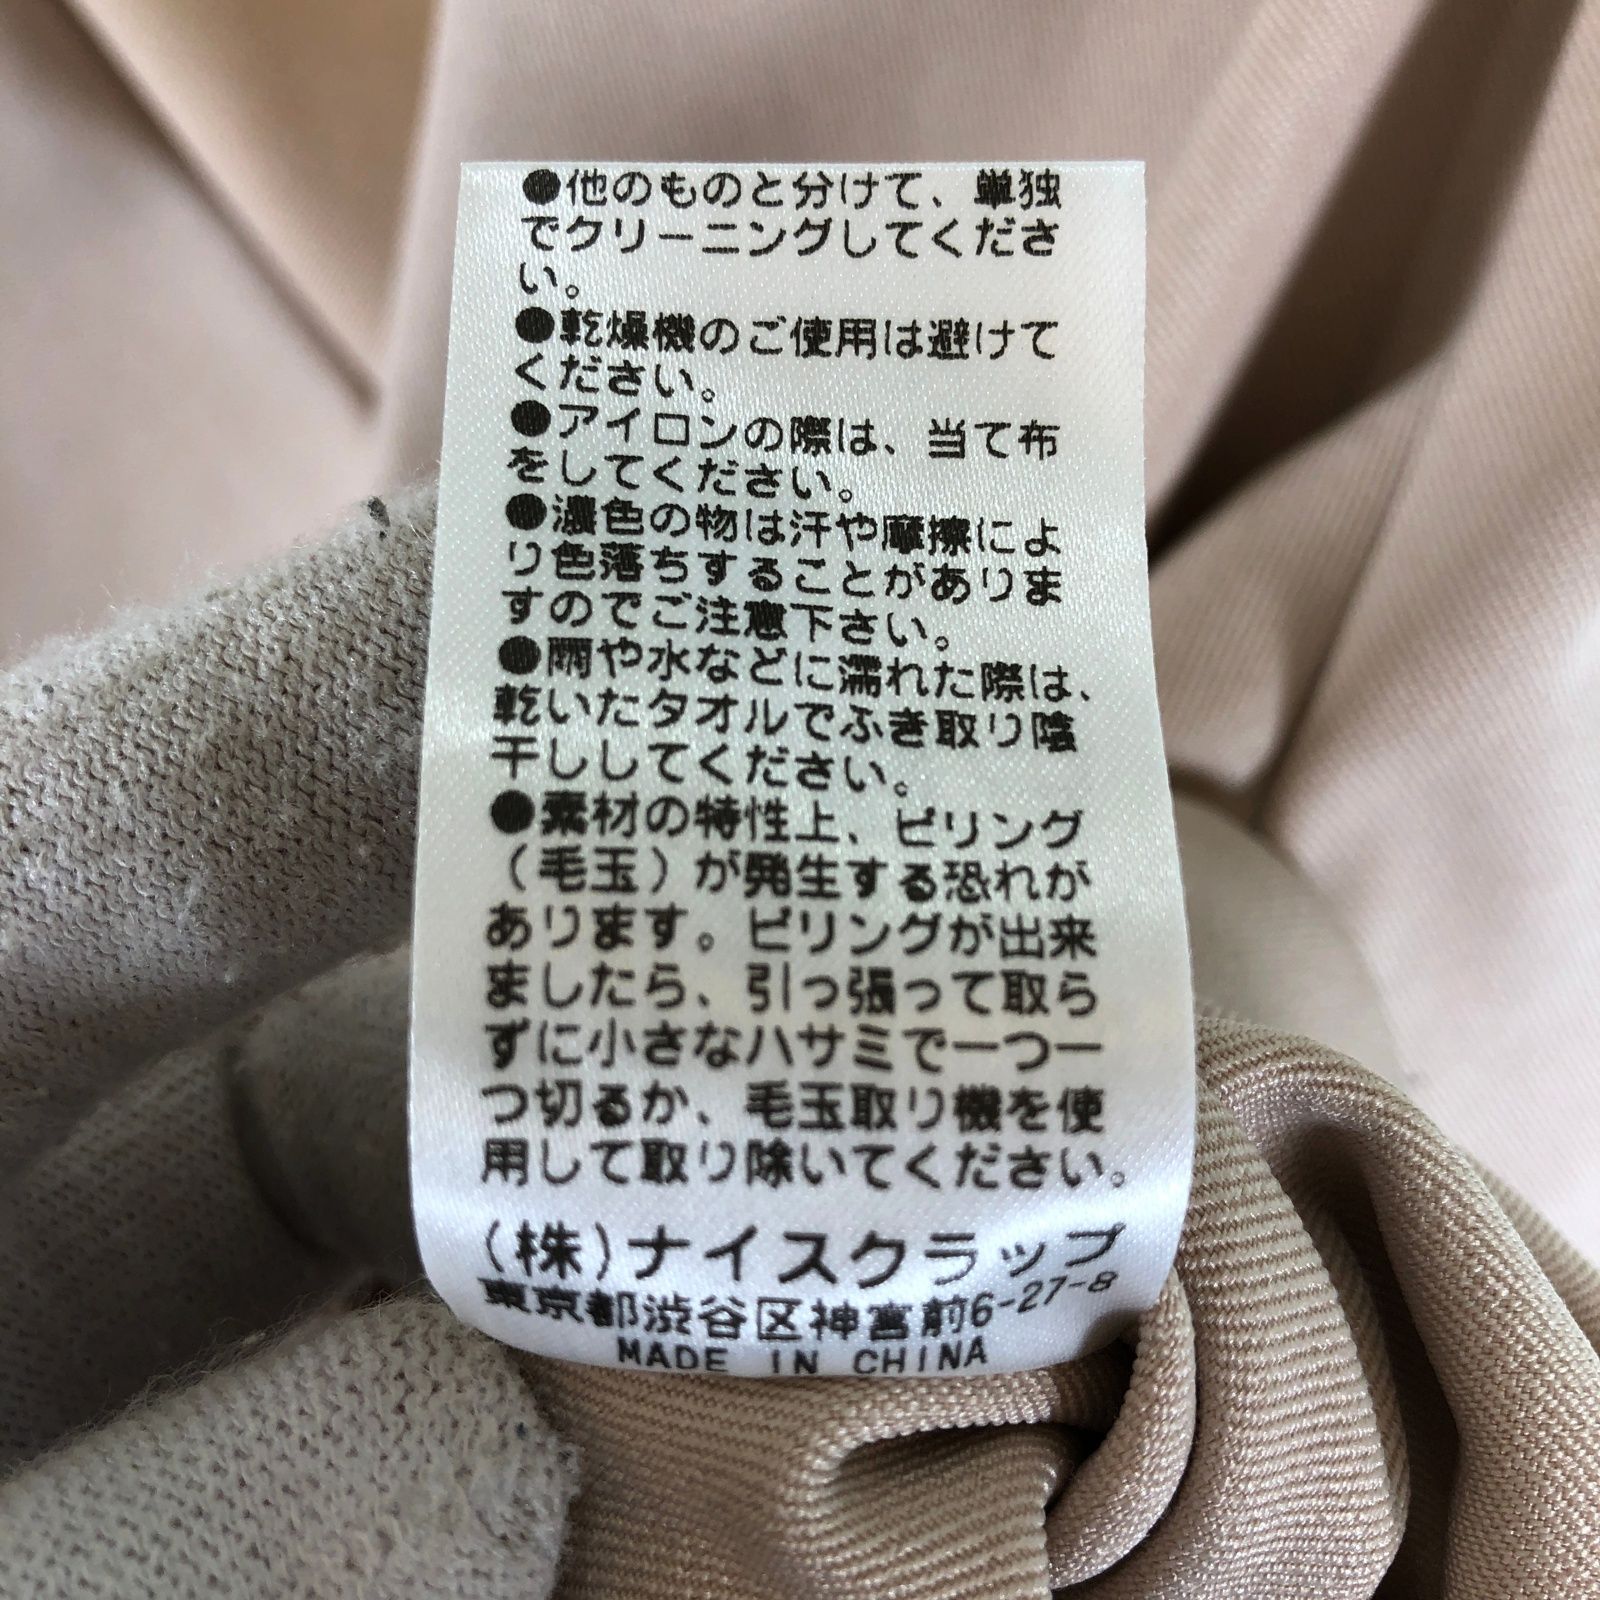 ●他のものと分けて、単独
でクリーニングしてくださ
い。
●乾燥機のご使用は避けて
ください。
●アイロンの際は、当て布
をしてください。
●濃色の物は汗や摩擦によ
り色落ちすることがありま
すのでご注意下さい。
●雨や水などに濡れた際は、
乾いたタオルでふき取り陰
干ししてください。
●素材の特性上、ピリング
（毛玉）が発生する恐れが
あります。ピリングが出来
ましたら、引っ張って取ら
ずに小さなハサミで一つ一
つ切るか、毛玉取り機を使
用して取り除いてください。
（株）ナイスクラップ
東京都渋谷区神宮前6-27-8
MADE IN CHINA